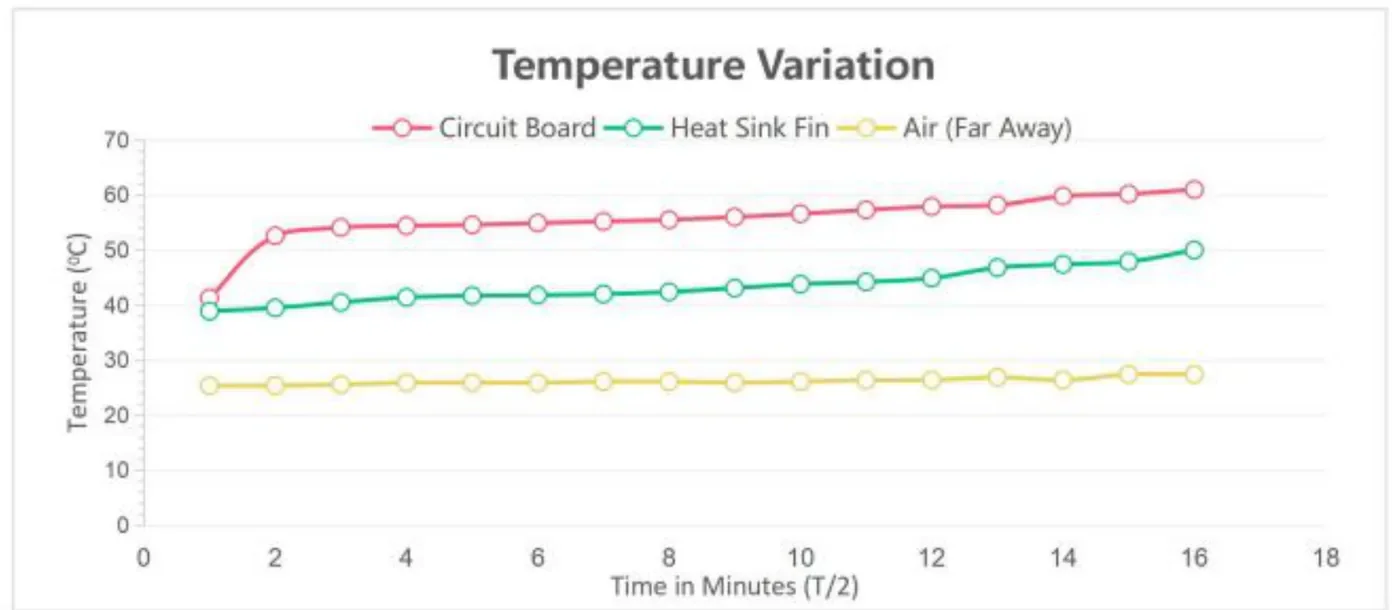 Temperature Variation
Circuit Board Heat Sink Fin Air (Far Away)
70
60
50
40
30
20
10
0
Temperature (⁰C)
0 2 4 6 8 10 12 14 16 18
Time in Minutes (T/2)